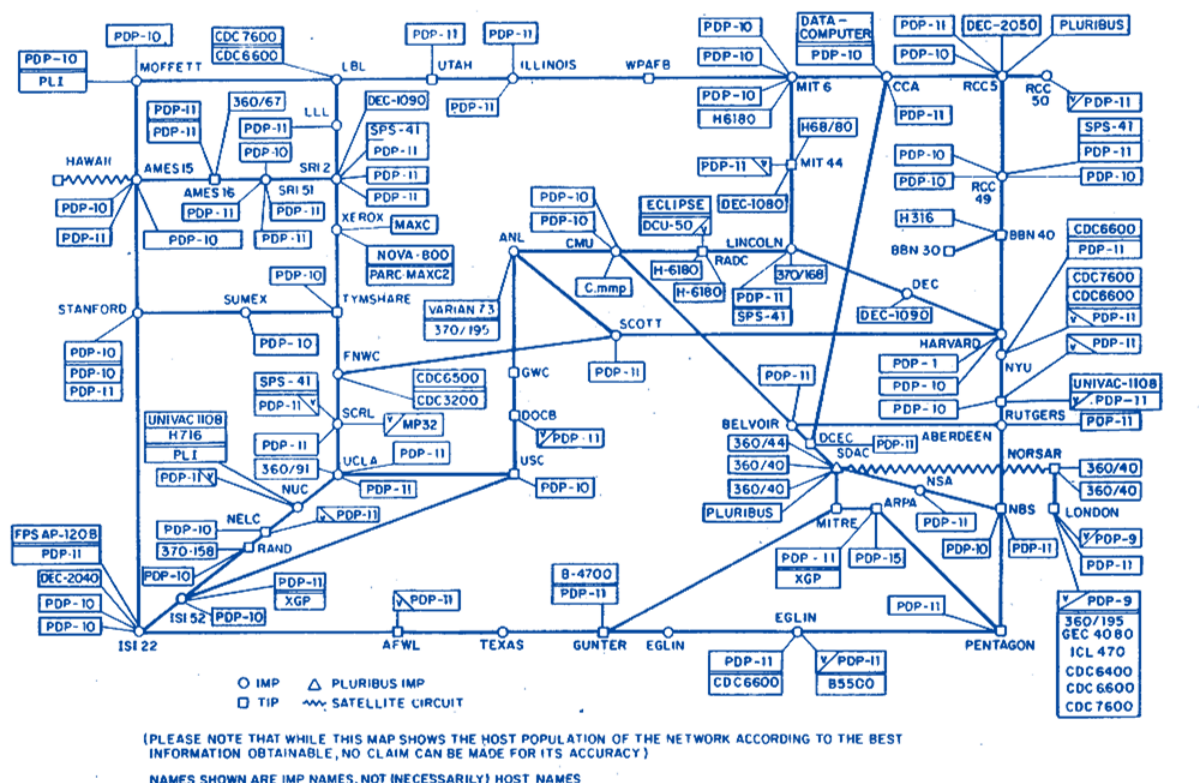 PDP-10
PLI
PDP-10
MOFFETT
CDC7600
CDC6600
LBL
PDP-11
UTAH
PDP-11
ILLINOIS
PDP-11
WPAFB
PDP-10
PDP-10
PDP-10
H6180
MIT 6
DATA-
COMPUTER
PDP-10
CCA
PDP-11
PDP-11
PDP-10
DEC-2050
PLURIBUS
RCC5
RCC
50
V PDP-11
LLL
PDP-11
DEC-1090
SPS-41
PDP-11
PDP-11
PDP-11
SRI 2
PDP-11
PDP-11
360/67
PDP-10
HAWAII
AMES 15
AMES 16
SRI 51
PDP-11
PDP-11
PDP-10
PDP-11
PDP-10
H68/80
PDP-11 V
MIT 44
DEC-1080
SPS-41
PDP-11
PDP-10
PDP-10
PDP-10
RCC
49
XEROX
MAXC
NOVA-800
PARC-MAXC2
PDP-10
PDP-10
CMU
C.mmp
ANL
ECLIPSE
DCU-50 V
RADC
H-6180
H-6180
LINCOLN
370/168
PDP-11
SPS-41
H316
BBN 40
BBN 30
CDC6600
PDP-11
CDC7600
CDC6600
V PDP-11
V PDP-11
DEC
DEC-1090
STANFORD
SUMEX
PDP-10
TYMSHARE
PDP-10
PDP-10
PDP-10
PDP-11
VARIAN 73
370/195
SCOTT
PDP-11
HARVARD
PDP-1
PDP-10
PDP-10
NYU
FNWC
CDC6500
CDC3200
GWC
PDP-11
UNIVAC-1108
V PDP-11
RUTGERS
SPS-41
PDP-11 V
SCRL
V MP32
DOCB
V PDP-11
BELVOIR
ABERDEEN
PDP-11
UNIVAC 1108
H716
PLI
PDP-11 V
PDP-11
360/91
UCLA
PDP-11
PDP-11
USC
PDP-10
360/44
360/40
360/40
PLURIBUS
DCEC
PDP-11
SDAC
NORSAR
360/40
360/40
NUC
NSA
PDP-11
NELC
PDP-10
V PDP-11
370-158
RAND
PDP-10
MITRE
ARPA
PDP-11
XGP
PDP-15
NBS
PDP-10
PDP-11
LONDON
V PDP-9
PDP-11
FPS AP-120B
PDP-11
DEC-2040
PDP-10
PDP-10
ISI 22
ISI 52
PDP-11
XGP
PDP-10
V PDP-11
AFWL
TEXAS
B-4700
PDP-11
GUNTER
EGLIN
EGLIN
PDP-11
CDC6600
V PDP-11
B5500
PDP-11
PENTAGON
V PDP-9
360/195
GEC 4080
ICL 470
CDC6400
CDC6600
CDC7600
IMP
PLURIBUS IMP
TIP
SATELLITE CIRCUIT
(PLEASE NOTE THAT WHILE THIS MAP SHOWS THE HOST POPULATION OF THE NETWORK ACCORDING TO THE BEST
INFORMATION OBTAINABLE, NO CLAIM CAN BE MADE FOR ITS ACCURACY)
NAMES SHOWN ARE IMP NAMES, NOT (NECESSARILY) HOST NAMES